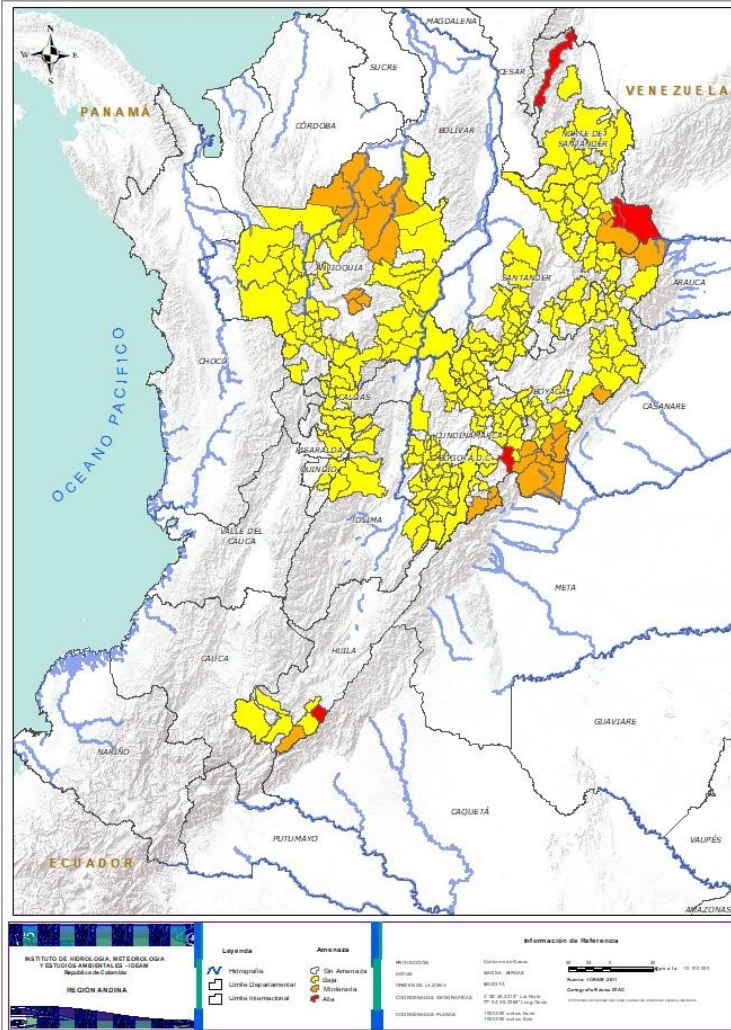 N
W E
S
MAGDALENA
SUCRE
CESAR
VENEZUELA
PANAMÁ
CÓRDOBA
BOLÍVAR
NORTE DE
SANTANDER
ANTIOQUIA
SANTANDER
ARAUCA
CHOCÓ
OCEANO PACIFICO
CALDAS
BOYACÁ
CASANARE
CUNDINAMARCA
RISARALDA
BOGOTÁ, D.C.
QUINDÍO
TOLIMA
VALLE DEL
CAUCA
META
HUILA
CAUCA
GUAVIARE
NARIÑO
CAQUETÁ
PUTUMAYO
VAUPÉS
ECUADOR
AMAZONAS
INSTITUTO DE HIDROLOGIA, METEOROLOGIA
Y ESTUDIOS AMBIENTALES - IDEAM
República de Colombia
REGIÓN ANDINA
Leyenda
Hidrografía
Límite Departamental
Límite Internacional
Amenaza
Sin Amenaza
Baja
Moderada
Alta
Información de Referencia
PROYECCIÓN
DATUM
ORIGEN DE LA ZONA
BOGOTÁ
COORDENADAS GEOGRÁFICAS
COORDENADAS PLANAS
Cartografía Básica IGAC